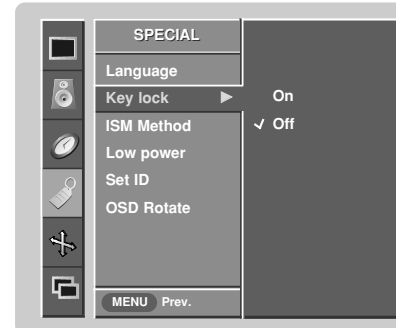 SPECIAL
Language
Key lock ▶ On
ISM Method ✓ Off
Low power
Set ID
OSD Rotate
MENU Prev.